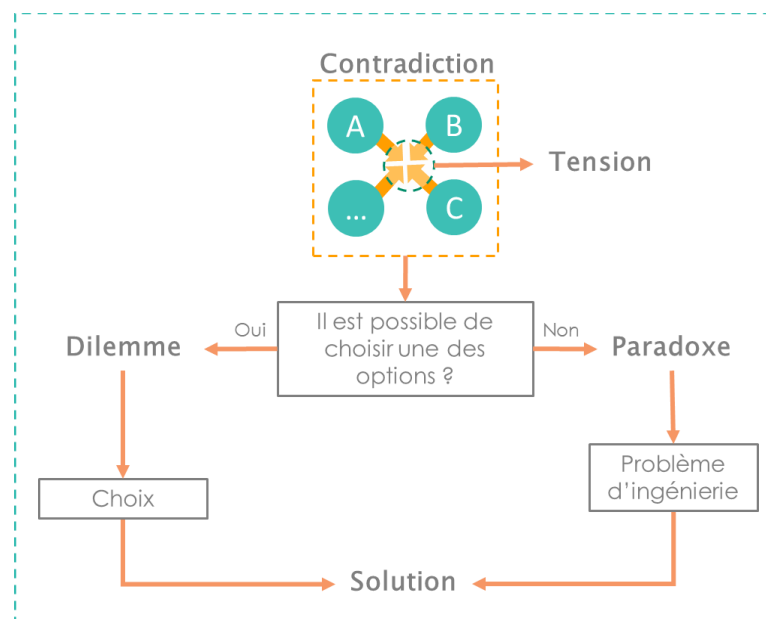 Contradiction
A
B
Tension
...
C
Il est possible de
choisir une des
options ?
Oui
Non
Dilemme
Paradoxe
Choix
Problème
d'ingénierie
Solution